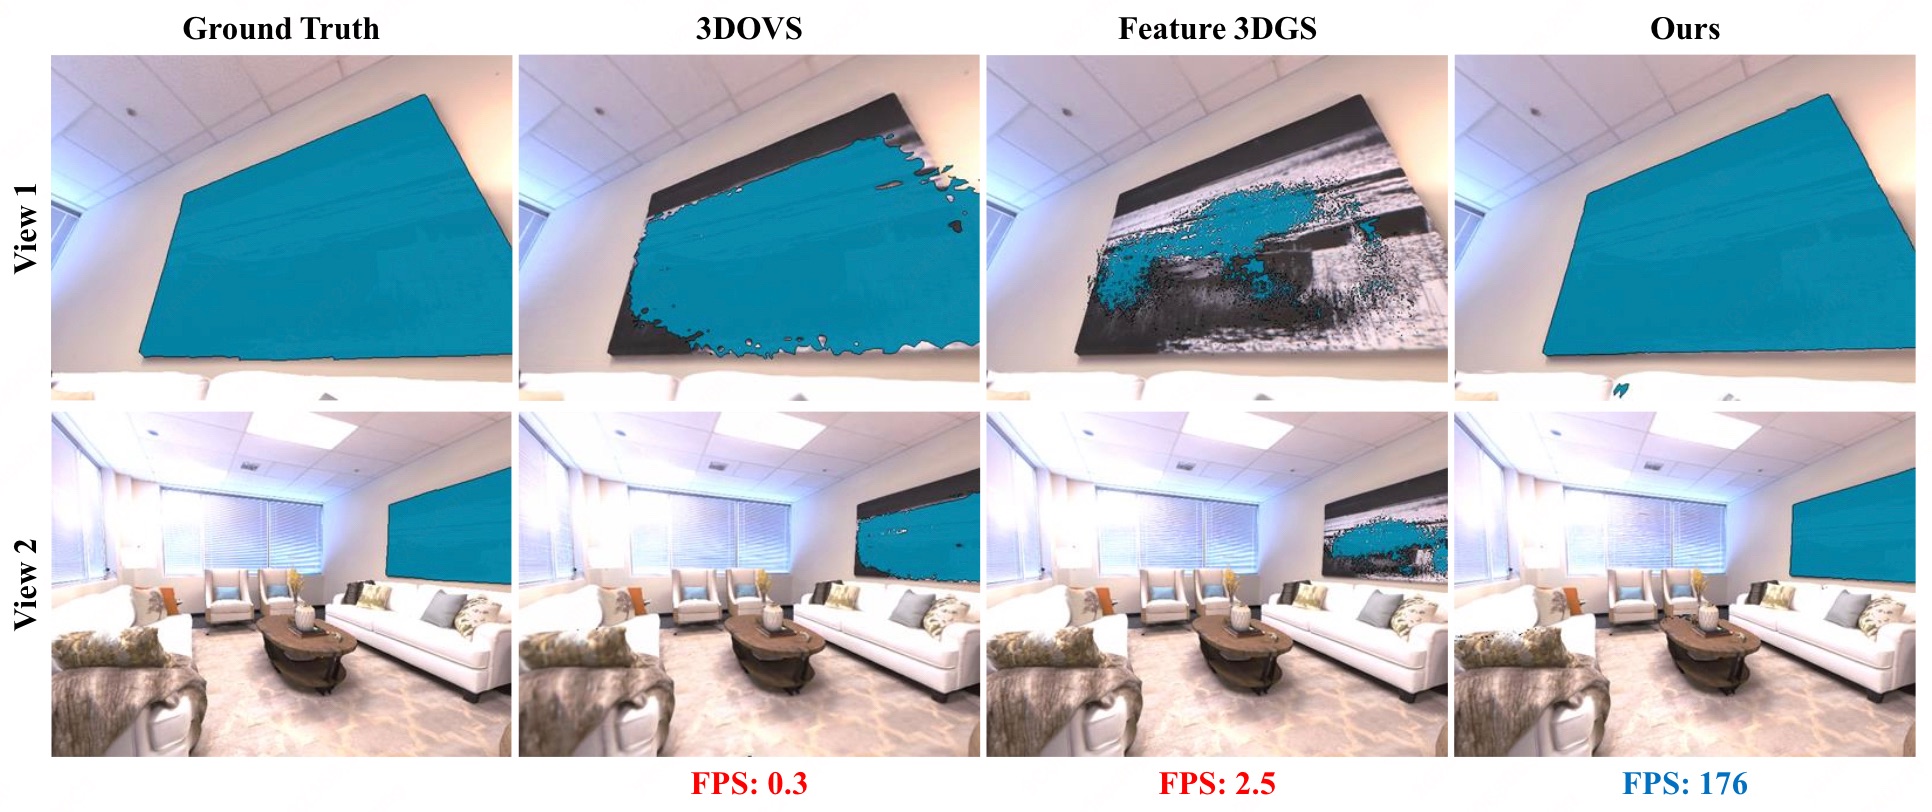 Ground Truth
3DOVS
Feature 3DGS
Ours
View 1
View 2
FPS: 0.3
FPS: 2.5
FPS: 176